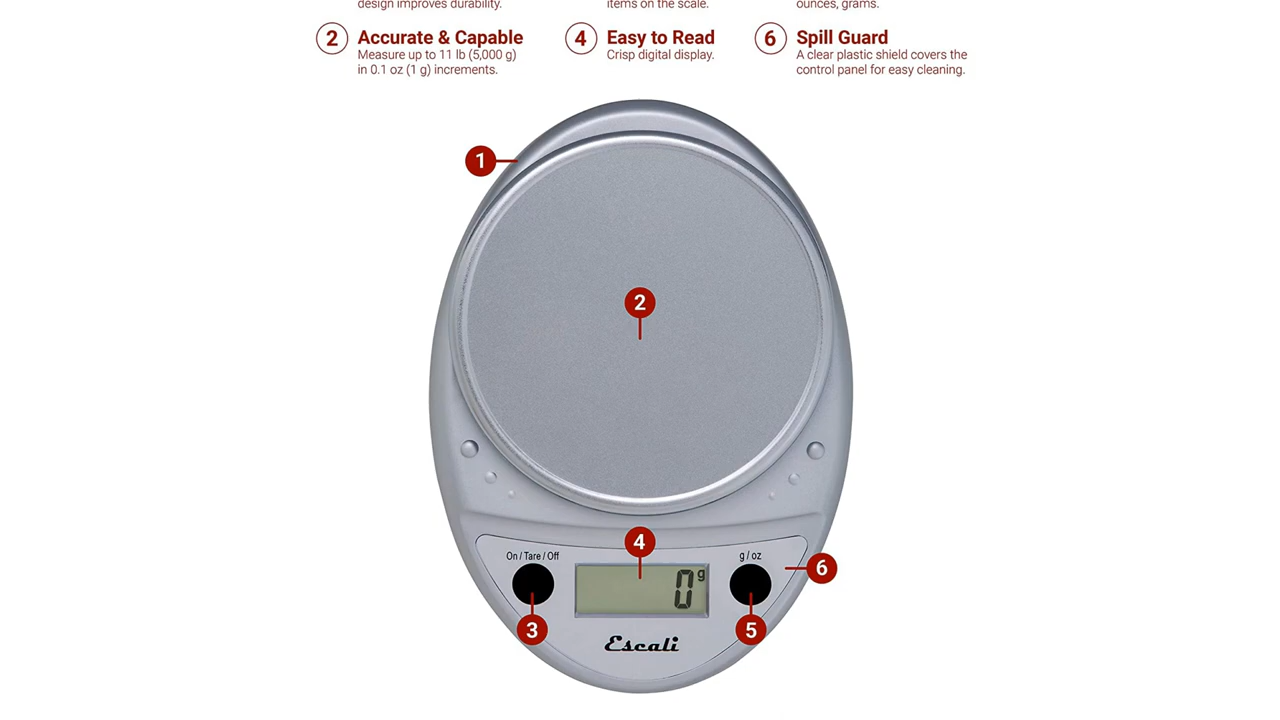 design improves durability.
items on the scale.
ounces, grams.
2 Accurate & Capable
Measure up to 11 lb (5,000 g)
in 0.1 oz (1 g) increments.
4 Easy to Read
Crisp digital display.
6 Spill Guard
A clear plastic shield covers the
control panel for easy cleaning.
1
2
4
On / Tare / Off
g / oz
6
0 g
3
5
Escali